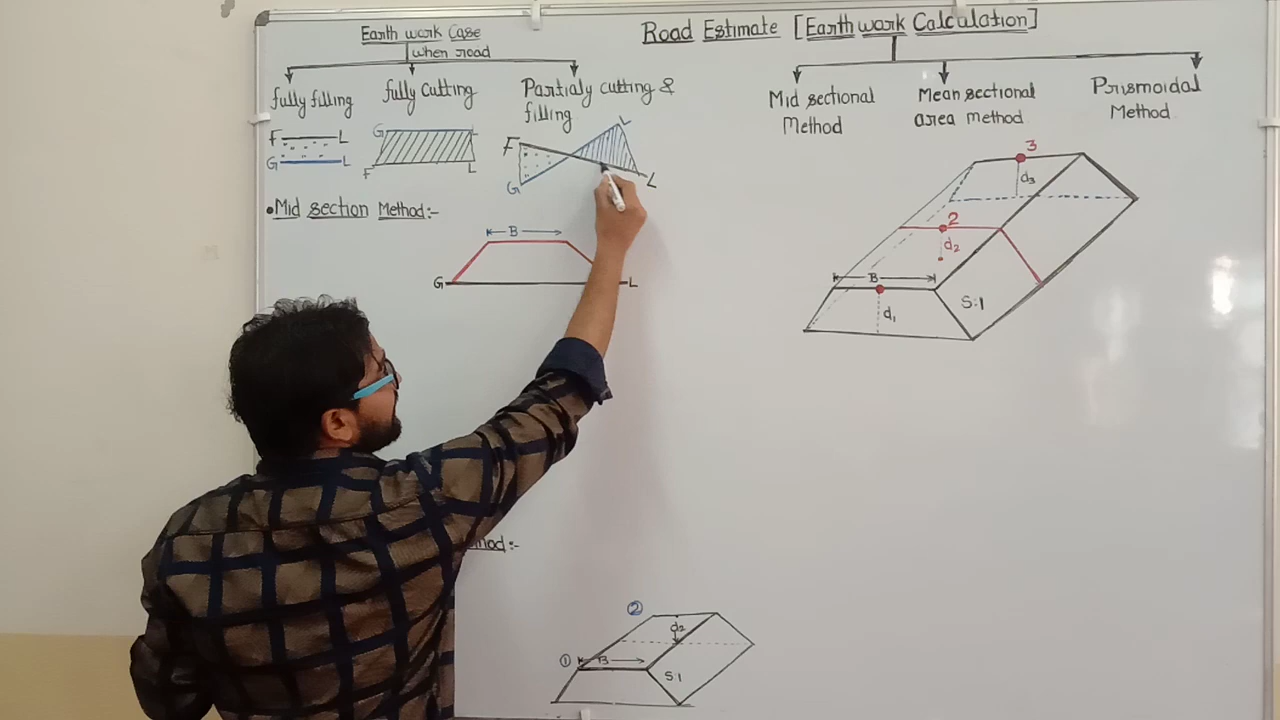 Earth work Case
when road
fully filling
fully Cutting
Partialy cutting &
filling
F L
G L
G L
F L
F L
G L
•Mid section Method:-
B
G L
Road Estimate [Earthwork Calculation]
Mid sectional
Method
Mean sectional
area method
Prismoidal
Method
3
d₃
2
d₂
B
d₁
S:1
②
d₂
① B
S:1